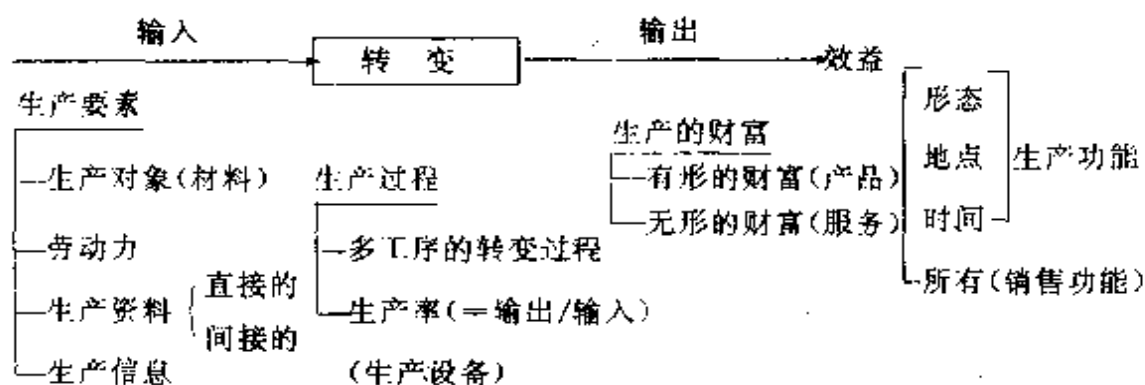 输入
输出
转 变
效益
生产要素
生产对象(材料)
劳动力
生产资料
直接的
间接的
生产信息
生产过程
多工序的转变过程
生产率(=输出/输入)
(生产设备)
生产的财富
有形的财富(产品)
无形的财富(服务)
形态
地点
时间
生产功能
所有(销售功能)